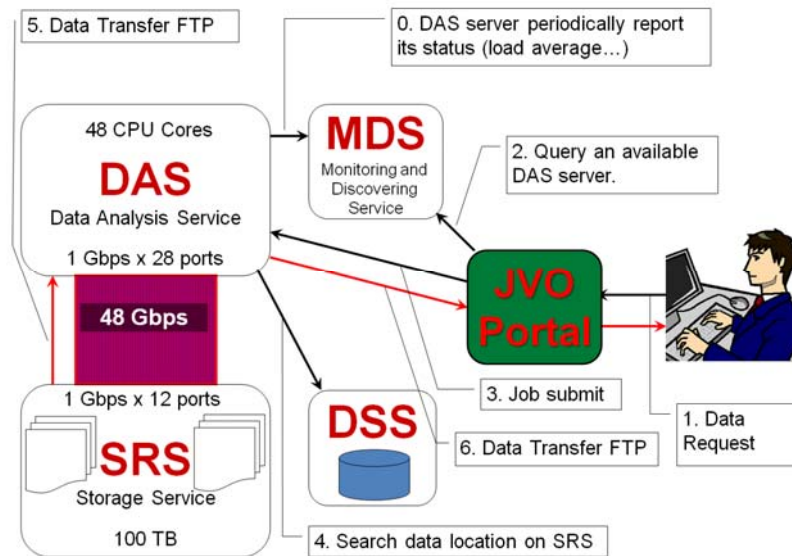 5. Data Transfer FTP
0. DAS server periodically report
its status (load average…)
48 CPU Cores
DAS
Data Analysis Service
1 Gbps x 28 ports
MDS
Monitoring and
Discovering
Service
2. Query an available
DAS server.
48 Gbps
JVO
Portal
1 Gbps x 12 ports
SRS
Storage Service
100 TB
DSS
3. Job submit
6. Data Transfer FTP
1. Data
Request
4. Search data location on SRS